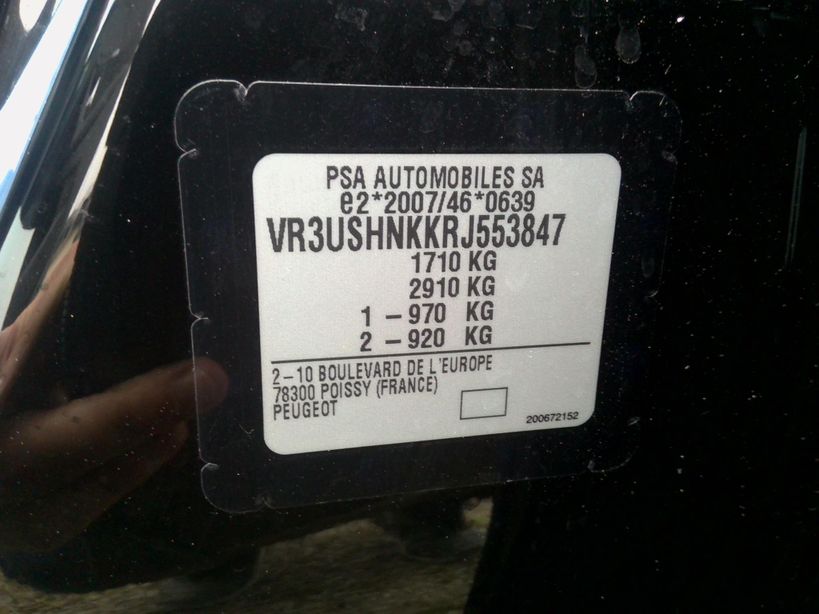 PSA AUTOMOBILES SA
e2*2007/46*0639
VR3USHNKKRJ553847
1710 KG
2910 KG
1 – 970 KG
2 – 920 KG
2–10 BOULEVARD DE L'EUROPE
78300 POISSY (FRANCE)
PEUGEOT
200672152